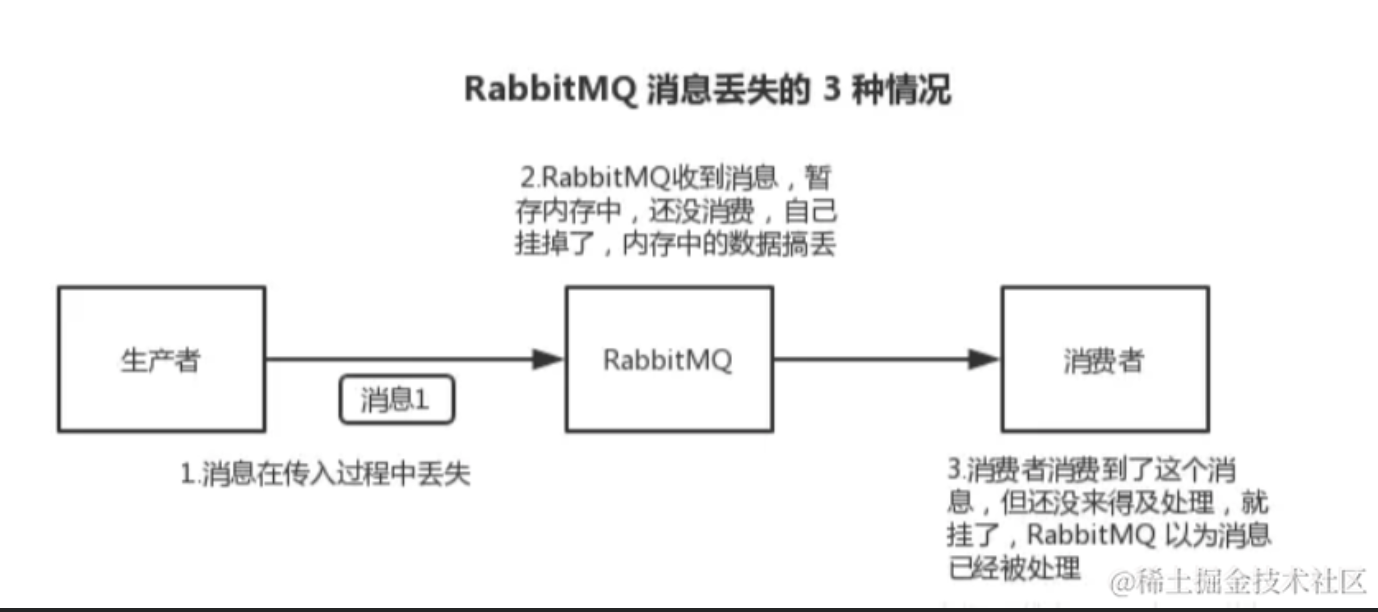 RabbitMQ 消息丢失的 3 种情况
2.RabbitMQ收到消息，暂
存内存中，还没消费，自己
挂掉了，内存中的数据搞丢
生产者
RabbitMQ
消费者
消息1
1.消息在传入过程中丢失
3.消费者消费到了这个消
息，但还没来得及处理，就
挂了，RabbitMQ 以为消息
已经被处理
@稀土掘金技术社区